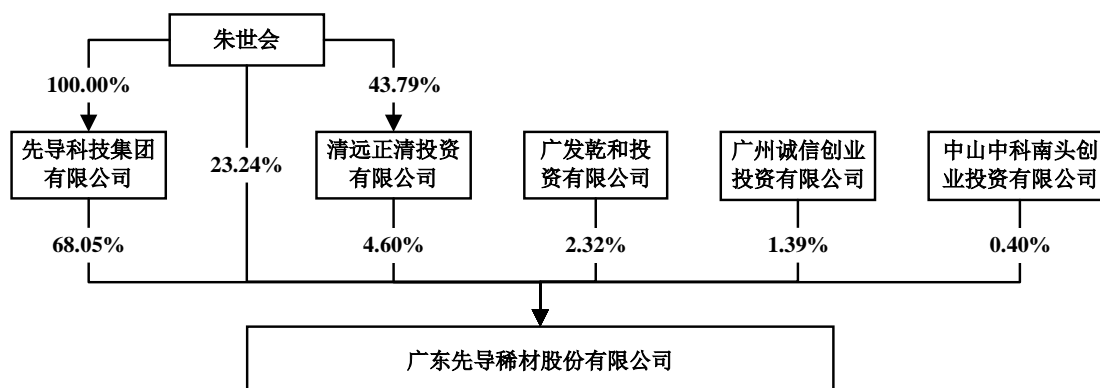 朱世会
100.00%
43.79%
先导科技集团
有限公司
23.24%
清远正清投资
有限公司
广发乾和投
资有限公司
广州诚信创业
投资有限公司
中山中科南头创
业投资有限公司
68.05%
4.60%
2.32%
1.39%
0.40%
广东先导稀材股份有限公司